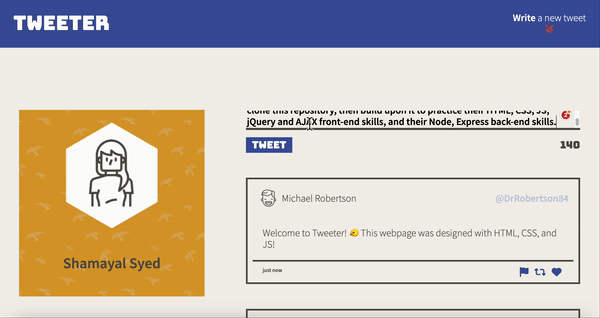 TWEETER
Write a new tweet
Shamayal Syed
clone this repository, then build upon it to practice their HTML, CSS, JS,
jQuery and AJAX front-end skills, and their Node, Express back-end skills.
TWEET
140
Michael Robertson
@DrRobertson84
Welcome to Tweeter! 🤣 This webpage was designed with HTML, CSS, and
JS!
just now